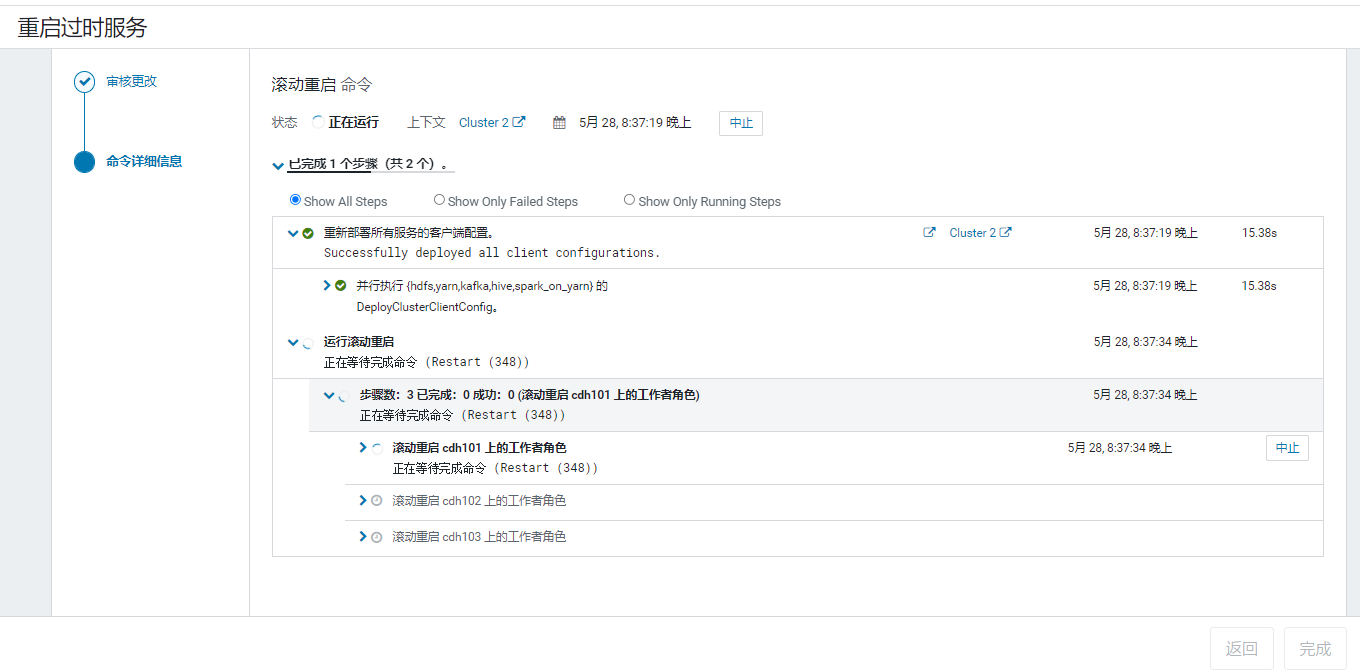 重启过时服务
审核更改
命令详细信息
滚动重启 命令
状态 正在运行 上下文 Cluster 2 5月 28, 8:37:19 晚上 中止
已完成 1 个步骤（共 2 个）。
Show All Steps Show Only Failed Steps Show Only Running Steps
重新部署所有服务的客户端配置。 Cluster 2 5月 28, 8:37:19 晚上 15.38s
Successfully deployed all client configurations.
并行执行 {hdfs,yarn,kafka,hive,spark_on_yarn} 的 5月 28, 8:37:19 晚上 15.38s
DeployClusterClientConfig。
运行滚动重启 5月 28, 8:37:34 晚上
正在等待完成命令 (Restart (348))
步骤数：3 已完成：0 成功：0 (滚动重启 cdh101 上的工作者角色) 5月 28, 8:37:34 晚上
正在等待完成命令 (Restart (348))
滚动重启 cdh101 上的工作者角色 5月 28, 8:37:34 晚上 中止
正在等待完成命令 (Restart (348))
滚动重启 cdh102 上的工作者角色
滚动重启 cdh103 上的工作者角色
返回 完成